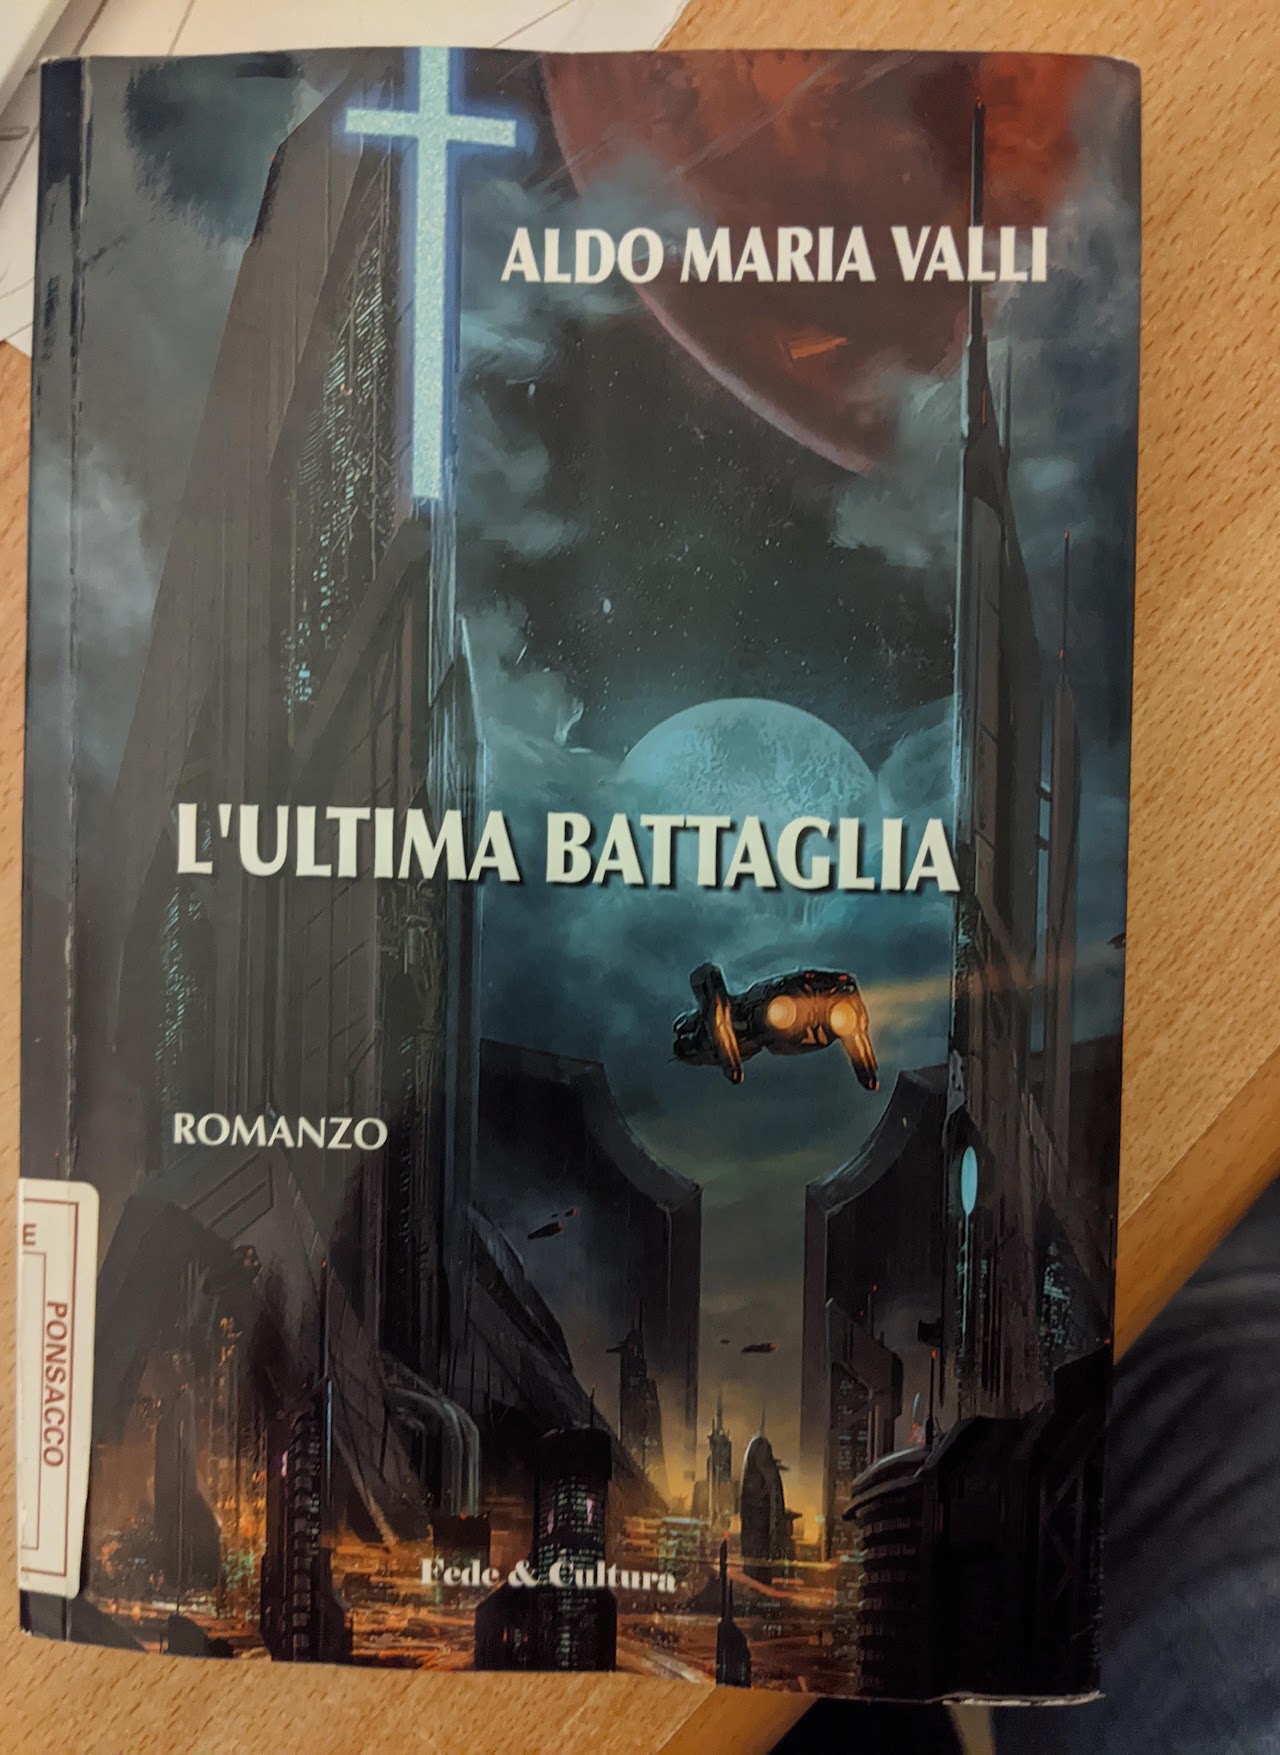 ALDO MARIA VALLI
L'ULTIMA BATTAGLIA
ROMANZO
E
PONSACCO
Fede & Cultura